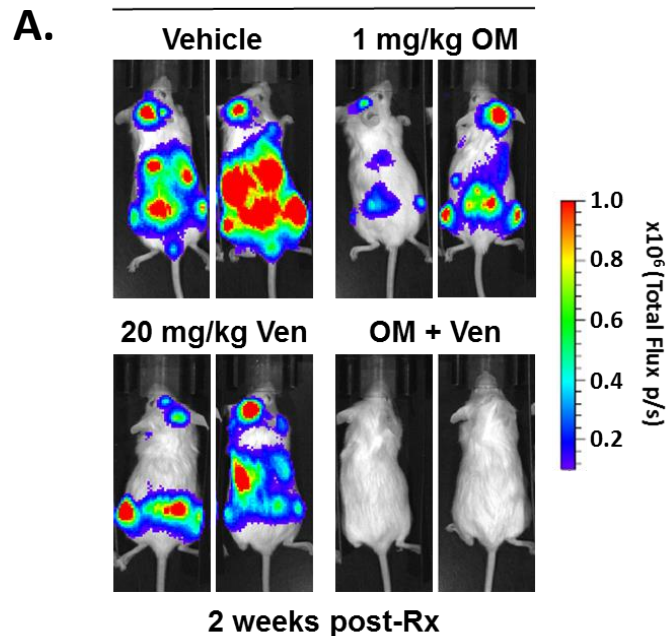 A.
Vehicle
1 mg/kg OM
20 mg/kg Ven
OM + Ven
1.0
0.8
0.6
0.4
0.2
x10⁶ (Total Flux p/s)
2 weeks post-Rx